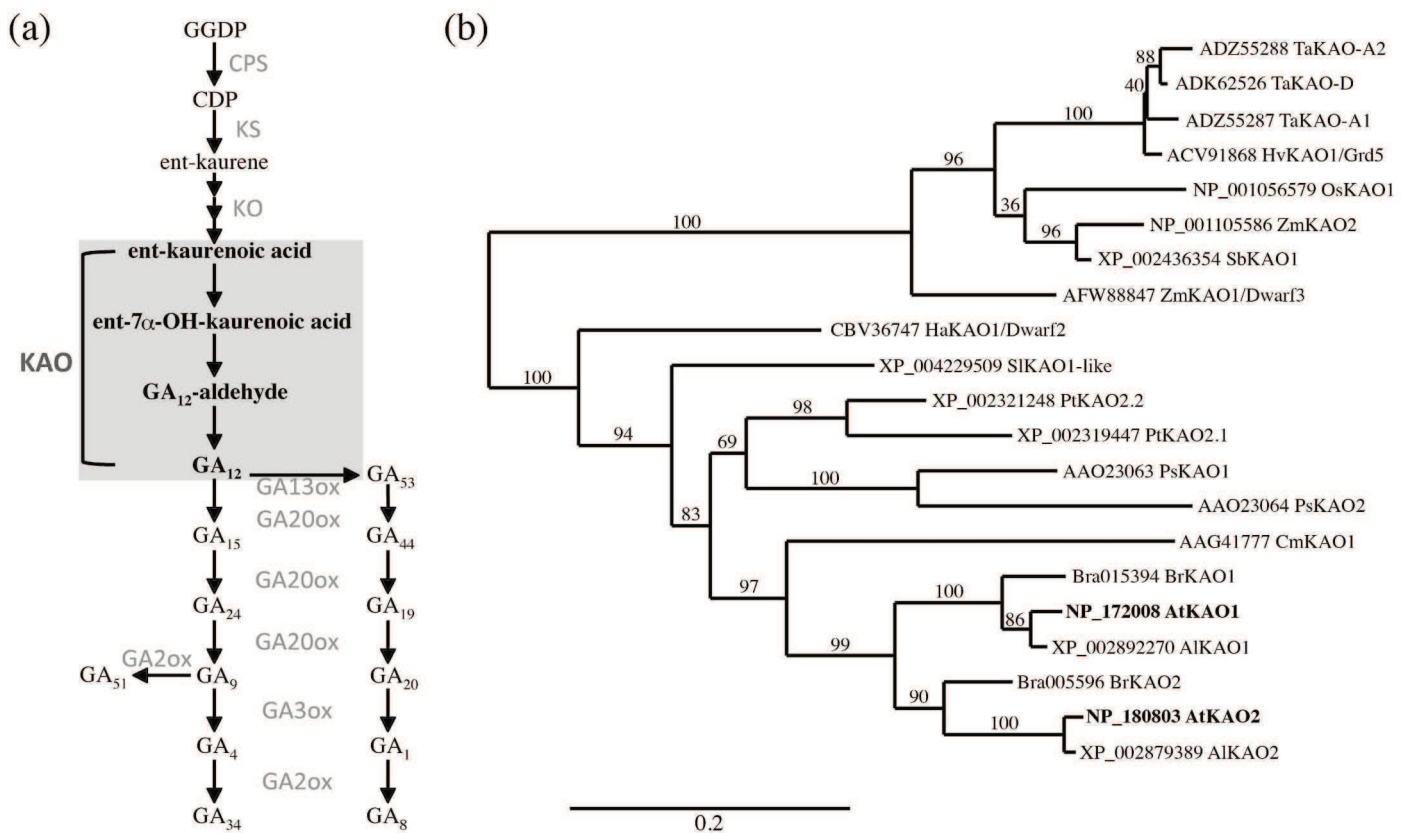 (a)
GGDP
CPS
CDP
KS
ent-kaurene
KO
ent-kaurenoic acid
ent-7α-OH-kaurenoic acid
KAO
GA12-aldehyde
GA12
GA13ox
GA53
GA20ox
GA15
GA44
GA20ox
GA24
GA19
GA20ox
GA2ox
GA51
GA9
GA20
GA3ox
GA4
GA1
GA2ox
GA34
GA8
(b)
88
ADZ55288 TaKAO-A2
40
ADK62526 TaKAO-D
100
ADZ55287 TaKAO-A1
ACV91868 HvKAO1/Grd5
96
NP_001056579 OsKAO1
36
NP_001105586 ZmKAO2
96
XP_002436354 SbKAO1
100
AFW88847 ZmKAO1/Dwarf3
CBV36747 HaKAO1/Dwarf2
100
XP_004229509 SlKAO1-like
94
98
XP_002321248 PtKAO2.2
69
XP_002319447 PtKAO2.1
AAO23063 PsKAO1
100
AAO23064 PsKAO2
83
AAG41777 CmKAO1
97
Bra015394 BrKAO1
100
NP_172008 AtKAO1
86
XP_002892270 AlKAO1
99
Bra005596 BrKAO2
90
NP_180803 AtKAO2
100
XP_002879389 AlKAO2
0.2